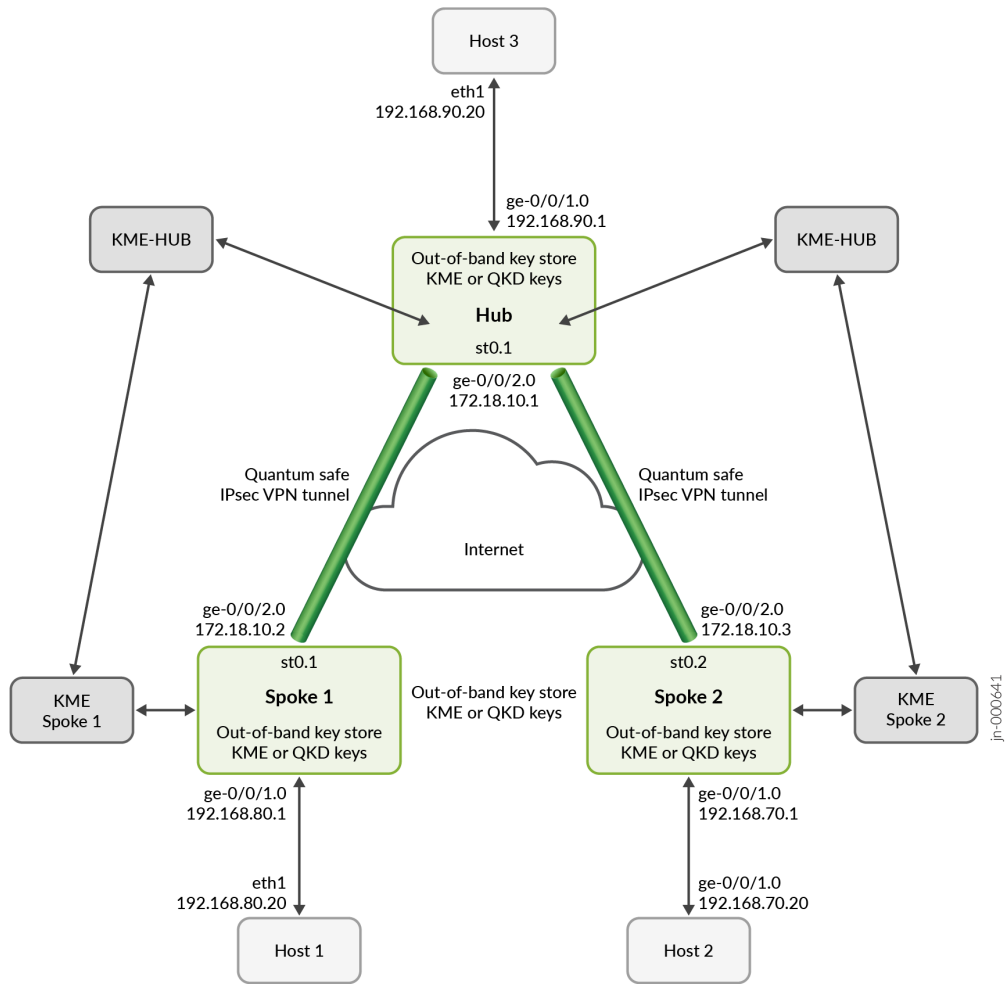 Host 3
eth1
192.168.90.20
ge-0/0/1.0
192.168.90.1
KME-HUB
KME-HUB
Out-of-band key store
KME or QKD keys
Hub
st0.1
ge-0/0/2.0
172.18.10.1
Quantum safe
IPsec VPN tunnel
Quantum safe
IPsec VPN tunnel
Internet
ge-0/0/2.0
172.18.10.2
ge-0/0/2.0
172.18.10.3
KME
Spoke 1
st0.1
Spoke 1
Out-of-band key store
KME or QKD keys
Out-of-band key store
KME or QKD keys
st0.2
Spoke 2
Out-of-band key store
KME or QKD keys
KME
Spoke 2
jn-000641
ge-0/0/1.0
192.168.80.1
ge-0/0/1.0
192.168.70.1
eth1
192.168.80.20
ge-0/0/1.0
192.168.70.20
Host 1
Host 2